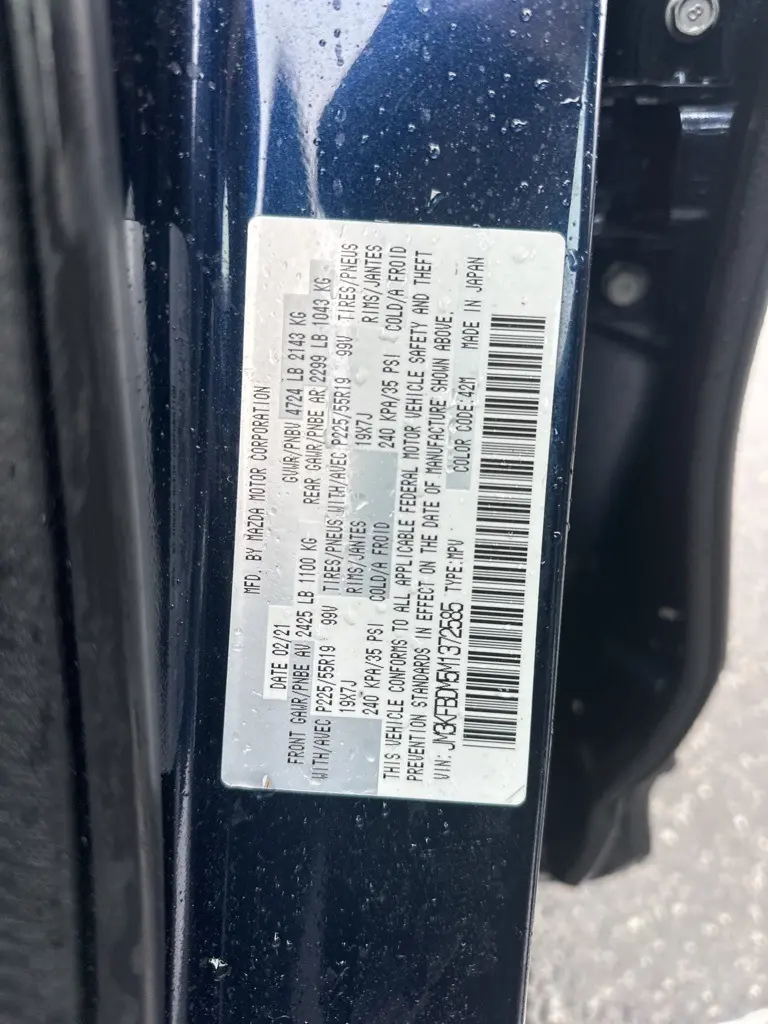 MFD. BY MAZDA MOTOR CORPORATION
DATE 02/21 GVWR/PNBV 4724 LB 2143 KG
FRONT GAWR/PNBE AV 2425 LB 1100 KG REAR GAWR/PNBE AR 2299 LB 1043 KG
WITH/AVEC P225/55R19 99V TIRES/PNEUS WITH/AVEC P225/55R19 99V TIRES/PNEUS
19X7J RIMS/JANTES 19X7J RIMS/JANTES
240 KPA/35 PSI COLD/A FROID 240 KPA/35 PSI COLD/A FROID
THIS VEHICLE CONFORMS TO ALL APPLICABLE FEDERAL MOTOR VEHICLE SAFETY AND THEFT
PREVENTION STANDARDS IN EFFECT ON THE DATE OF MANUFACTURE SHOWN ABOVE.
VIN: JM3KFBDM5M1372585 TYPE:MPV COLOR CODE:42M MADE IN JAPAN
8